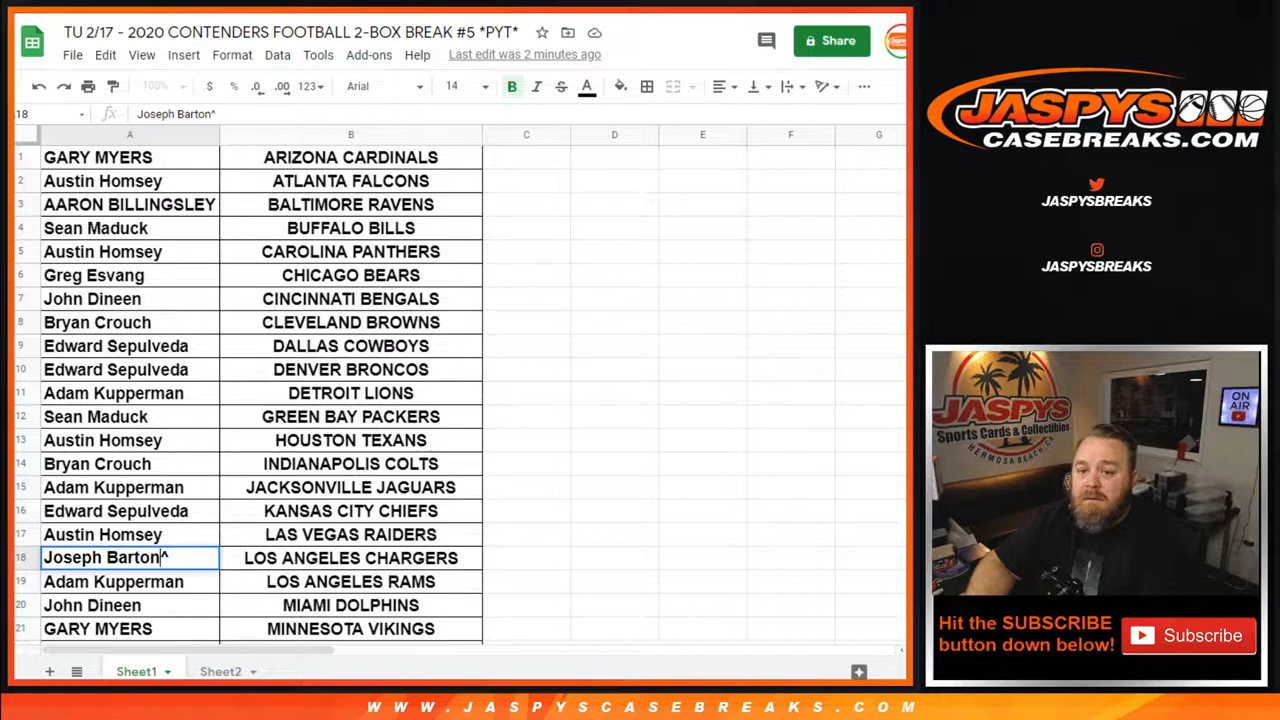 TU 2/17 - 2020 CONTENDERS FOOTBALL 2-BOX BREAK #5 *PYT*
Share
File Edit View Insert Format Data Tools Add-ons Help Last edit was 2 minutes ago
100% $ % .0 .00 123 Arial 14 B I S A
18 fx Joseph Barton^
A B C D E F G
1 GARY MYERS ARIZONA CARDINALS
2 Austin Homsey ATLANTA FALCONS
3 AARON BILLINGSLEY BALTIMORE RAVENS
4 Sean Maduck BUFFALO BILLS
5 Austin Homsey CAROLINA PANTHERS
6 Greg Esvang CHICAGO BEARS
7 John Dineen CINCINNATI BENGALS
8 Bryan Crouch CLEVELAND BROWNS
9 Edward Sepulveda DALLAS COWBOYS
10 Edward Sepulveda DENVER BRONCOS
11 Adam Kupperman DETROIT LIONS
12 Sean Maduck GREEN BAY PACKERS
13 Austin Homsey HOUSTON TEXANS
14 Bryan Crouch INDIANAPOLIS COLTS
15 Adam Kupperman JACKSONVILLE JAGUARS
16 Edward Sepulveda KANSAS CITY CHIEFS
17 Austin Homsey LAS VEGAS RAIDERS
18 Joseph Barton^ LOS ANGELES CHARGERS
19 Adam Kupperman LOS ANGELES RAMS
20 John Dineen MIAMI DOLPHINS
21 GARY MYERS MINNESOTA VIKINGS
Sheet1 Sheet2
JASPYS
CASEBREAKS.COM
JASPYSBREAKS
JASPYSBREAKS
JASPYS
Sports Cards & Collectibles
HERMOSA BEACH, CA
ON
AIR
Hit the SUBSCRIBE
button down below!
Subscribe
WWW.JASPYSCASEBREAKS.COM